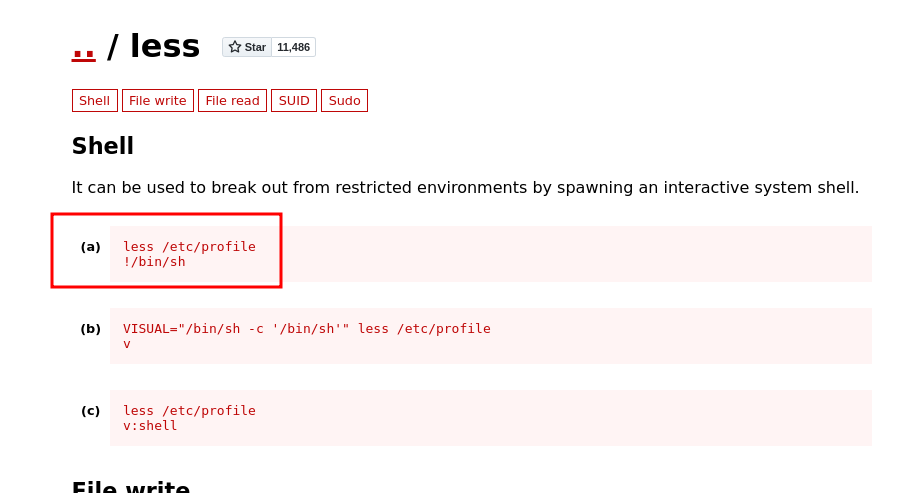 .. / less
Star 11,486
Shell File write File read SUID Sudo
Shell
It can be used to break out from restricted environments by spawning an interactive system shell.
(a) less /etc/profile
!/bin/sh
(b) VISUAL="/bin/sh -c '/bin/sh'" less /etc/profile
v
(c) less /etc/profile
v:shell
File write